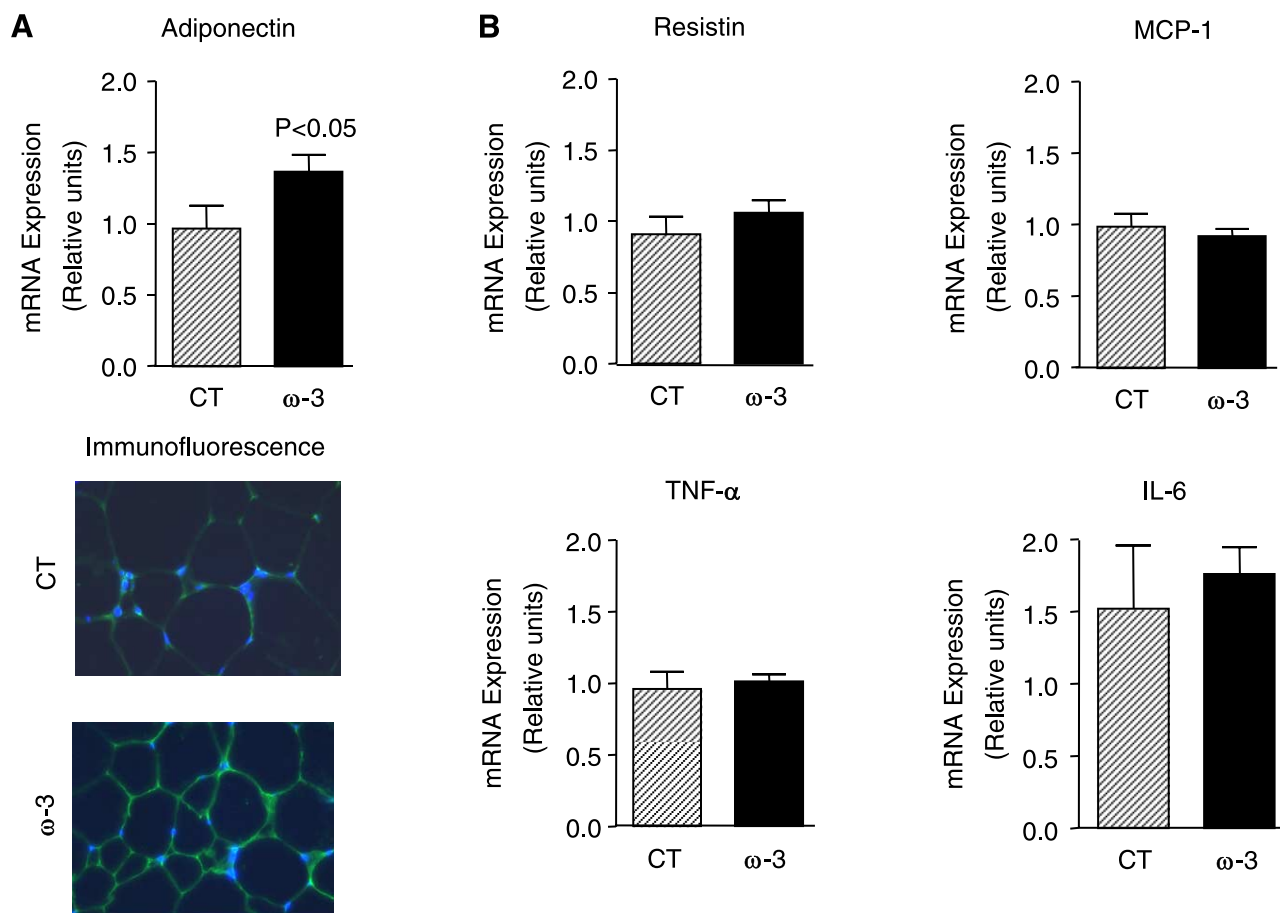 A
Adiponectin
mRNA Expression
(Relative units)
2.0
1.5
1.0
0.5
0.0
P<0.05
CT
ω-3
Immunofluorescence
CT
ω-3
B
Resistin
mRNA Expression
(Relative units)
2.0
1.5
1.0
0.5
0.0
CT
ω-3
MCP-1
mRNA Expression
(Relative units)
2.0
1.5
1.0
0.5
0.0
CT
ω-3
TNF-α
mRNA Expression
(Relative units)
2.0
1.5
1.0
0.5
0.0
CT
ω-3
IL-6
mRNA Expression
(Relative units)
2.0
1.5
1.0
0.5
0.0
CT
ω-3